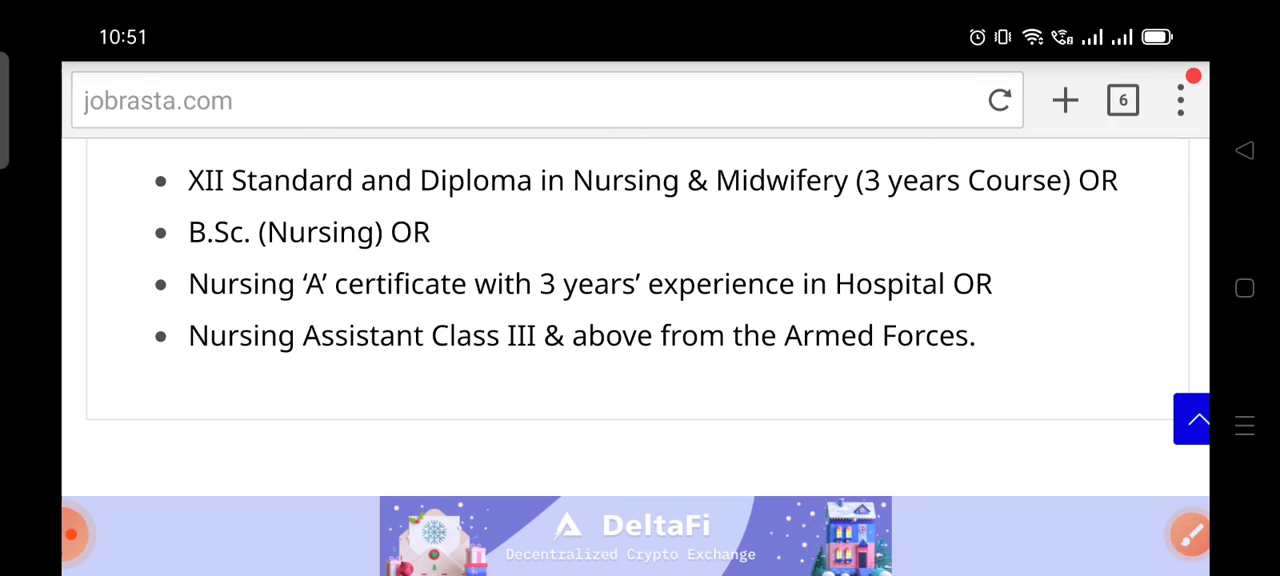 10:51
jobrasta.com
6
XII Standard and Diploma in Nursing & Midwifery (3 years Course) OR
B.Sc. (Nursing) OR
Nursing ‘A’ certificate with 3 years’ experience in Hospital OR
Nursing Assistant Class III & above from the Armed Forces.
DeltaFi
Decentralized Crypto Exchange